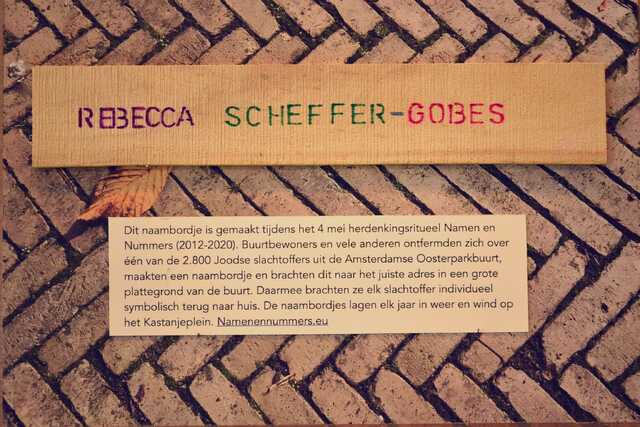 REBECCA SCHEFFER-GOBES
Dit naambordje is gemaakt tijdens het 4 mei herdenkingsritueel Namen en
Nummers (2012-2020). Buurtbewoners en vele anderen ontfermden zich over
één van de 2.800 Joodse slachtoffers uit de Amsterdamse Oosterparkbuurt,
maakten een naambordje en brachten dit naar het juiste adres in een grote
plattegrond van de buurt. Daarmee brachten ze elk slachtoffer individueel
symbolisch terug naar huis. De naambordjes lagen elk jaar in weer en wind op
het Kastanjeplein. Namenennummers.eu